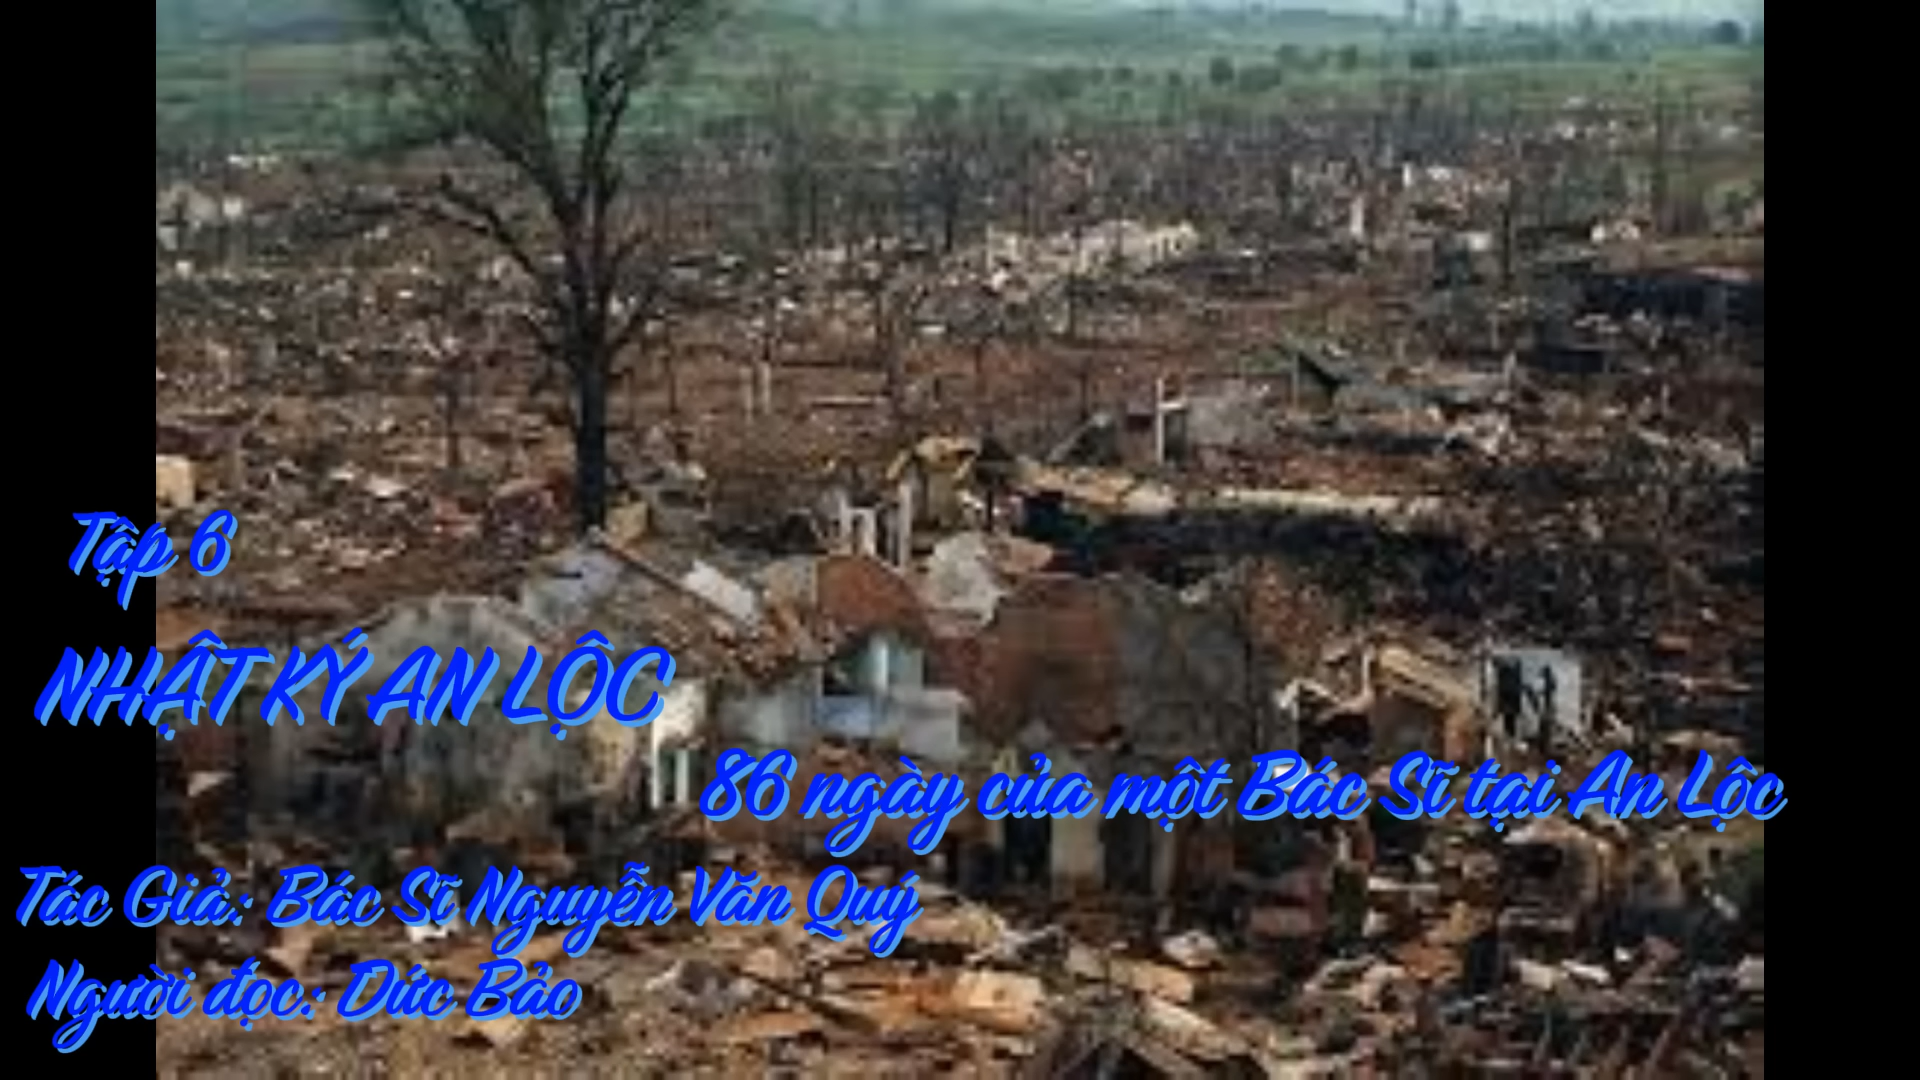 Tập 6
NHẬT KÝ AN LỘC
86 ngày của một Bác Sĩ tại An Lộc
Tác Giả: Bác Sĩ Nguyễn Văn Quý
Người đọc: Đức Bảo